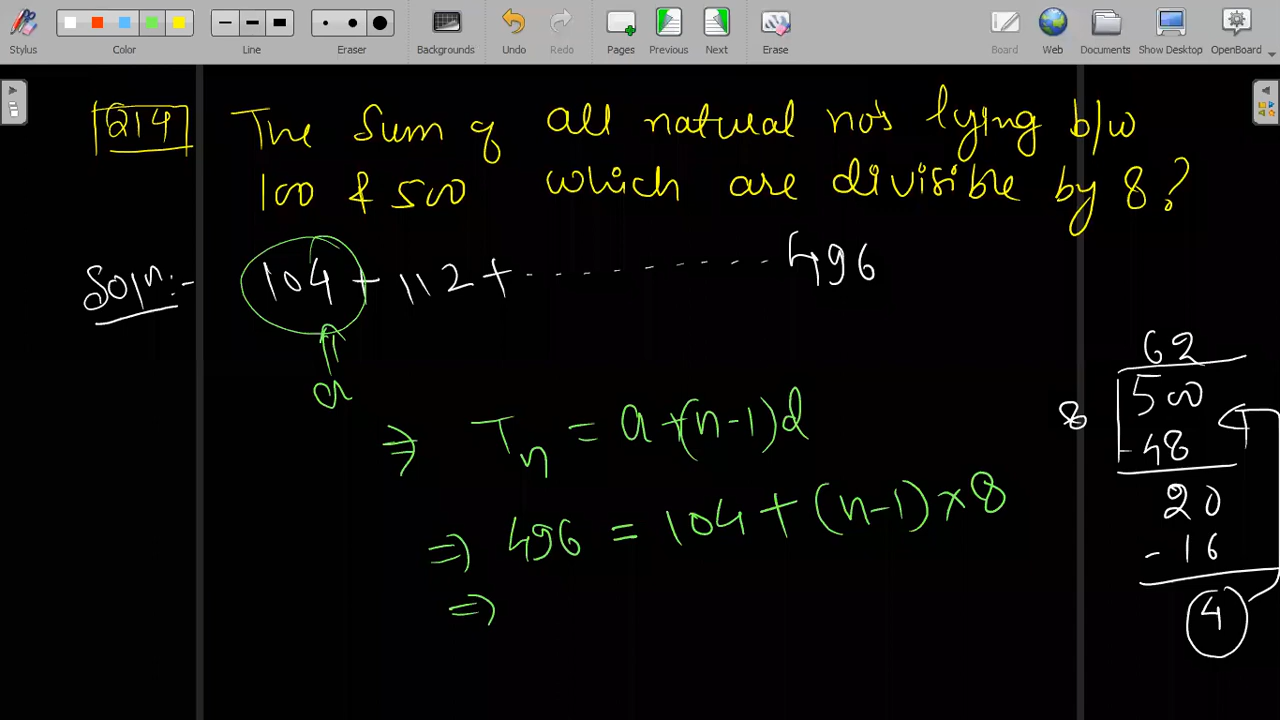 Stylus Color Line Eraser Backgrounds Undo Redo Pages Previous Next Erase Board Web Documents Show Desktop OpenBoard
Q14 The Sum of all natural no's lying b/w
100 & 500 which are divisible by 8?
Soln:- 104 + 112 + ............ 496
a
⇒ Tn = a + (n-1)d
⇒ 496 = 104 + (n-1) × 8
⇒
62
8 500
- 48
20
- 16
4